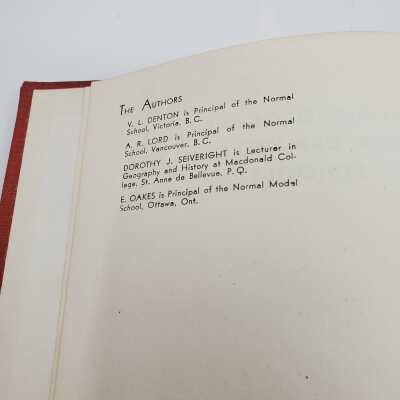 THE AUTHORS
V. L. DENTON is Principal of the Normal
School, Victoria, B. C.
A. R. LORD is Principal of the Normal
School, Vancouver, B. C.
DOROTHY J. SEIVERIGHT is Lecturer in
Geography and History at Macdonald Col-
lege, St. Anne de Bellevue, P. Q.
E. OAKES is Principal of the Normal Model
School, Ottawa, Ont.